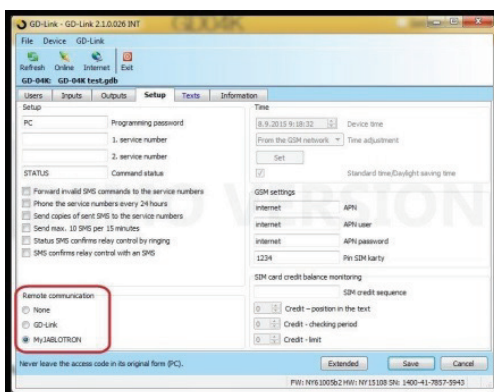 GD-Link - GD-Link 2.1.0.026 INT
File Device GD-Link
Refresh Online Internet Exit
GD-04K: GD-04K test.gdb
Users Inputs Outputs Setup Texts Information
Setup
PC Programming password
1. service number
2. service number
STATUS Command status
Forward invalid SMS commands to the service numbers
Phone the service numbers every 24 hours
Send copies of sent SMS to the service numbers
Send max. 10 SMS per 15 minutes
Status SMS confirms relay control by ringing
SMS confirms relay control with an SMS
Remote communication
None
GD-Link
MyJABLOTRON
Time
8.9.2015 9:18:32 Device time
From the GSM network Time adjustment
Set
Standard time/Daylight saving time
GSM settings
internet APN
internet APN user
internet APN password
1234 Pin SIM karty
SIM card credit balance monitoring
SIM credit sequence
0 Credit - position in the text
0 Credit - checking period
0 Credit - limit
Never leave the access code in its original form (PC).
Extended Save Cancel
FW: NY61005b2 HW: NY15108 SN: 1400-41-7857-5943